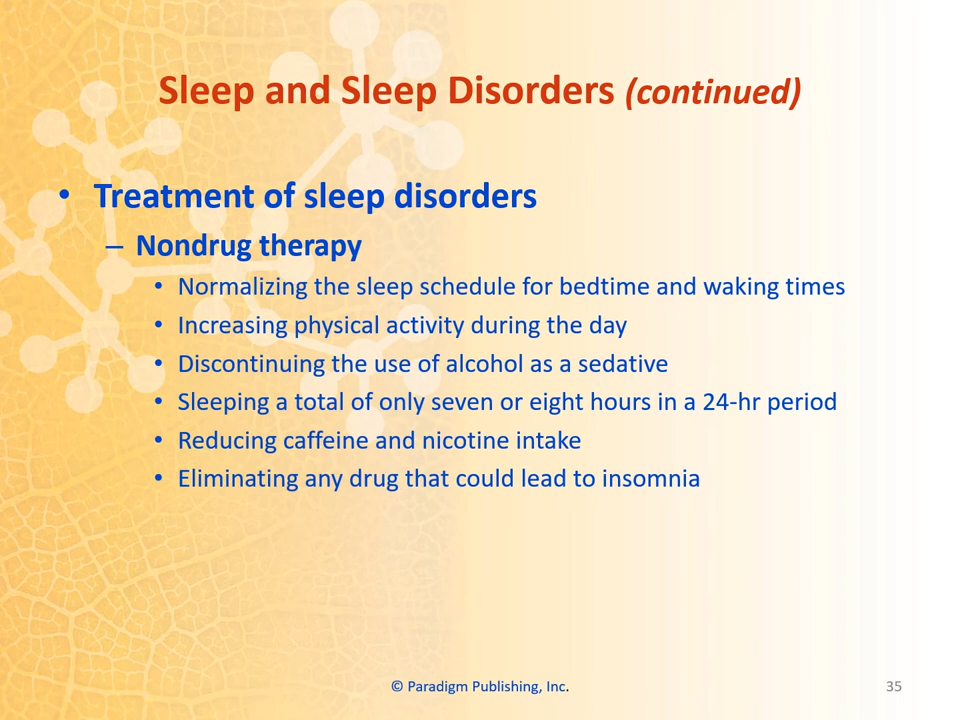 Sleep and Sleep Disorders (continued)
• Treatment of sleep disorders
– Nondrug therapy
• Normalizing the sleep schedule for bedtime and waking times
• Increasing physical activity during the day
• Discontinuing the use of alcohol as a sedative
• Sleeping a total of only seven or eight hours in a 24-hr period
• Reducing caffeine and nicotine intake
• Eliminating any drug that could lead to insomnia
© Paradigm Publishing, Inc.
35